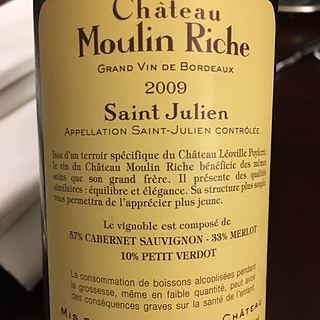 Château
Moulin Riche
GRAND VIN DE BORDEAUX
2009
Saint Julien
APPELLATION SAINT-JULIEN CONTRÔLÉE
Issu d'un terroir spécifique du Château Léoville Poyferré,
le vin du Château Moulin Riche bénéficie des mêmes
soins que son grand frère. Il présente des qualités
similaires : équilibre et élégance. Sa structure plus souple
vous permettra de l'apprécier plus jeune.
Le vignoble est composé de
57% CABERNET SAUVIGNON - 33% MERLOT
10% PETIT VERDOT
La consommation de boissons alcoolisées pendant
la grossesse, même en faible quantité, peut avoir
des conséquences graves sur la santé de l'enfant.
MIS CHÂTEAU